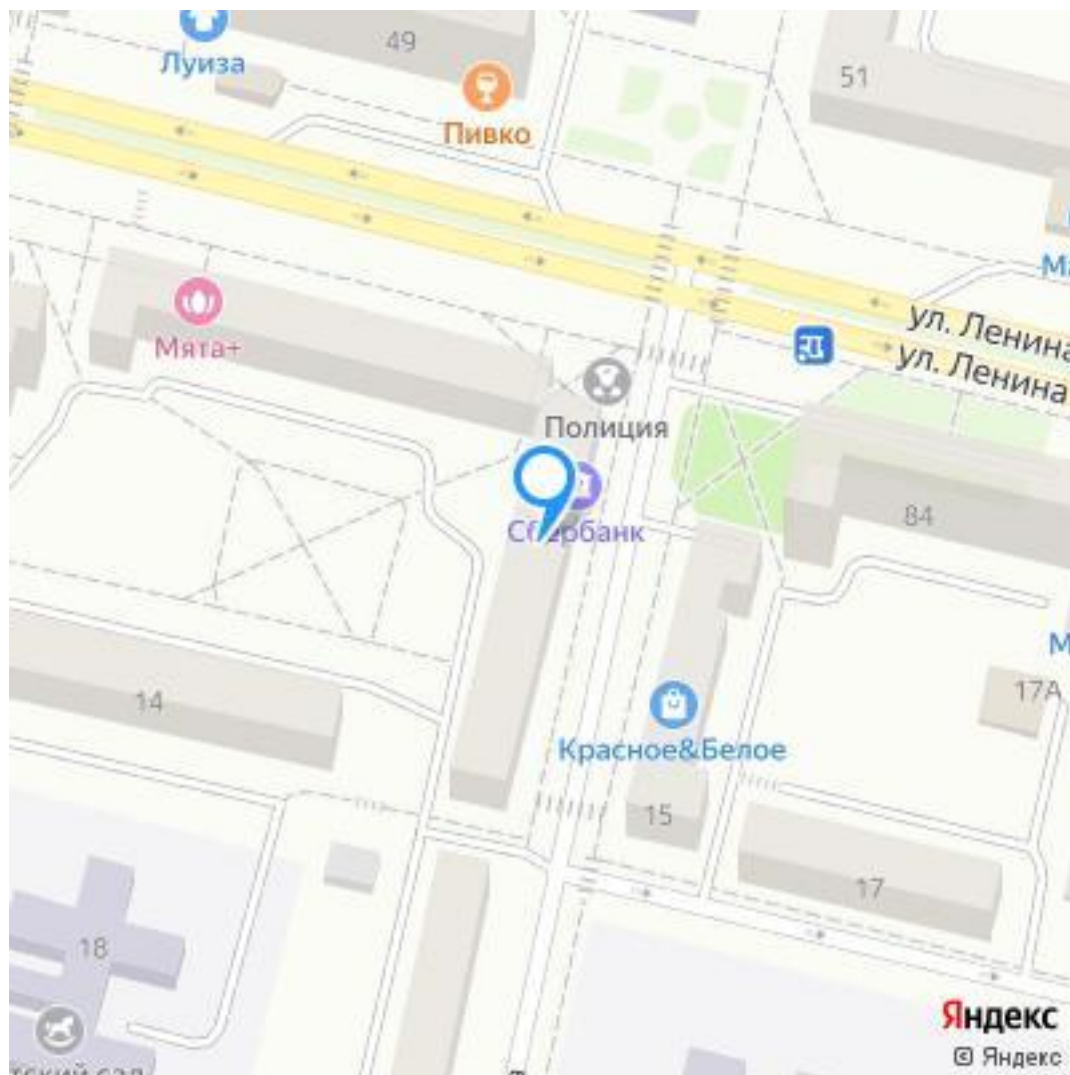 49
Луиза
51
Пивко
ул. Ленина
ул. Ленина
Мята+
Полиция
Сбербанк
84
14
17А
Красное&Белое
15
17
18
Яндекс
© Яндекс